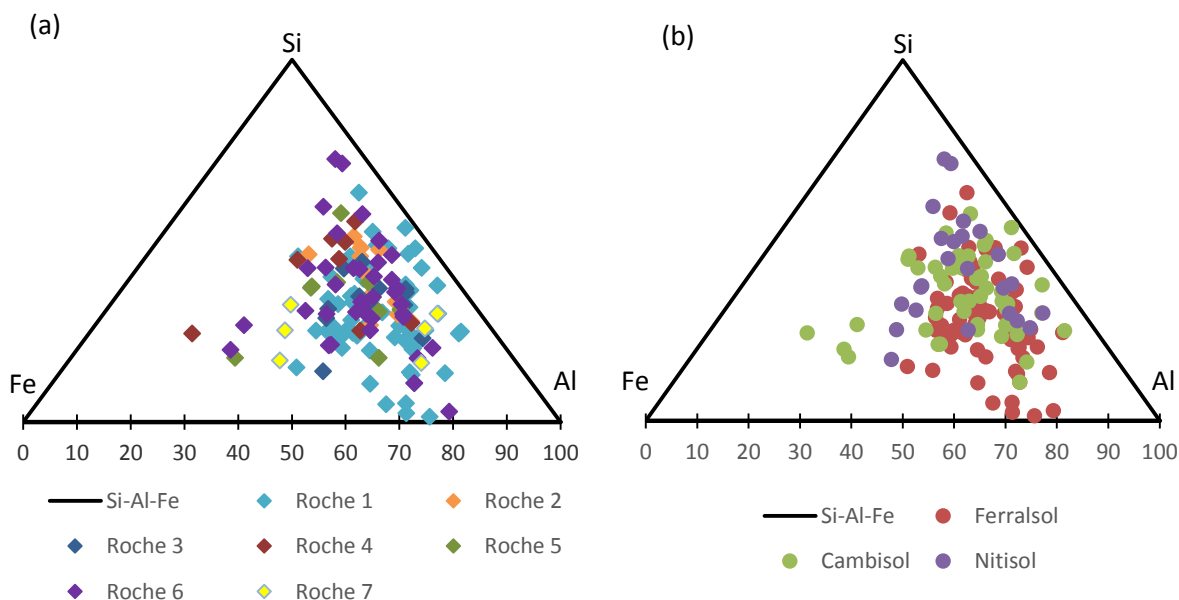 (a)
Si
Fe
Al
0 10 20 30 40 50 60 70 80 90 100
Si-Al-Fe Roche 1 Roche 2
Roche 3 Roche 4 Roche 5
Roche 6 Roche 7
(b)
Si
Fe
Al
0 10 20 30 40 50 60 70 80 90 100
Si-Al-Fe Ferralsol
Cambisol Nitisol